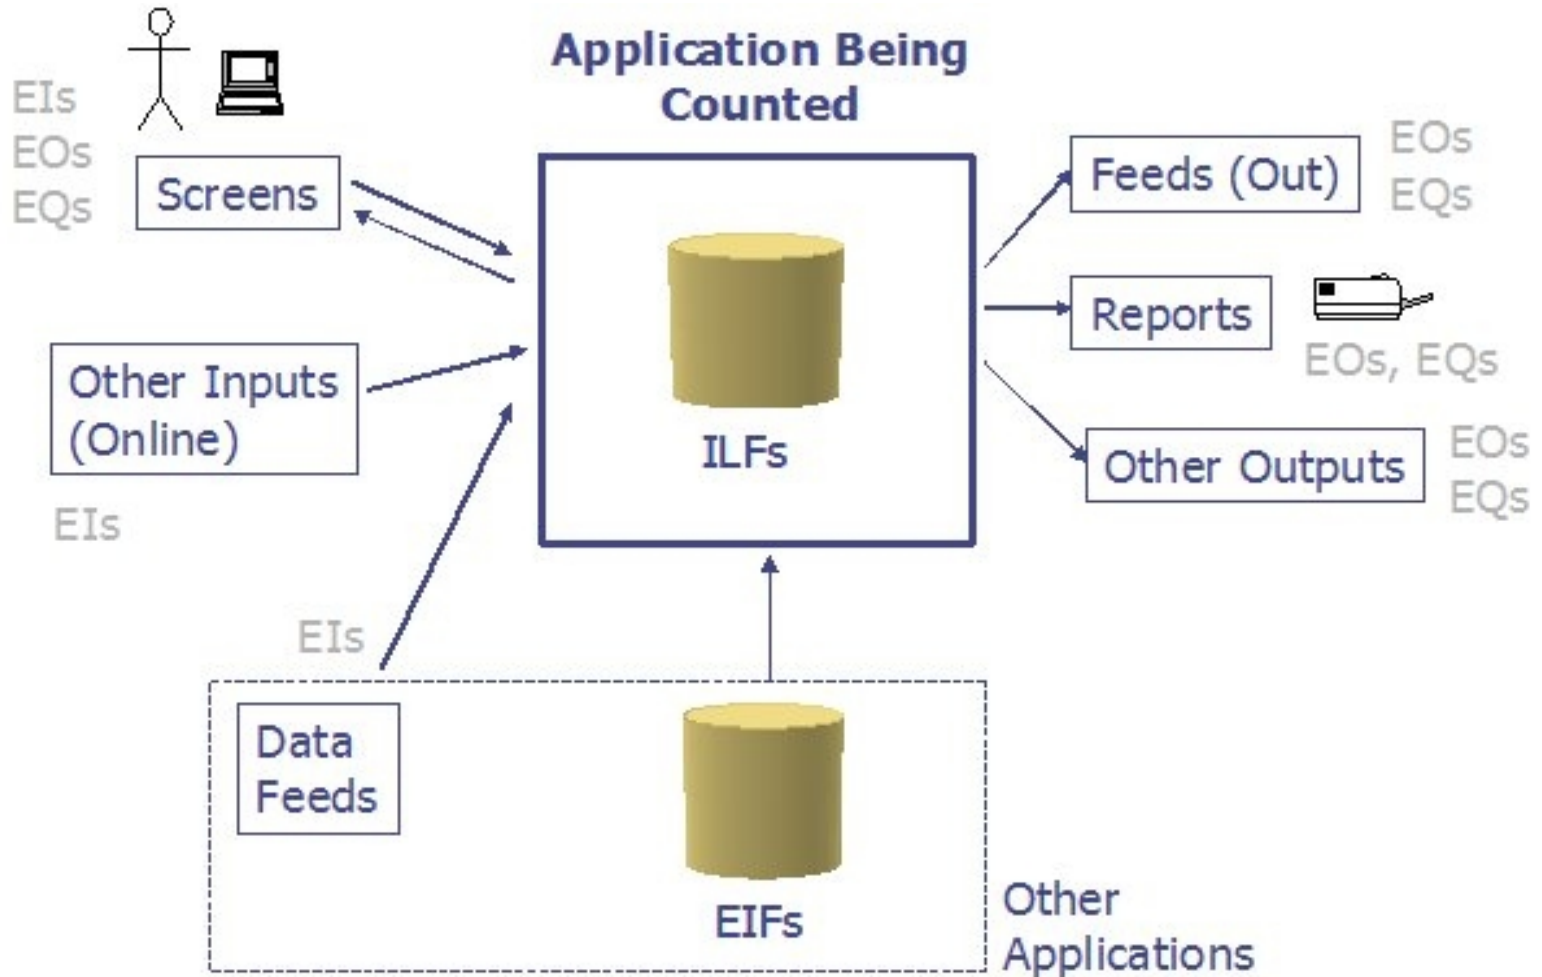 Application Being
Counted
EIs
EOs
EQs
Screens
Other Inputs
(Online)
EIs
EIs
Data
Feeds
ILFs
EIFs
Feeds (Out)
EOs
EQs
Reports
EOs, EQs
Other Outputs
EOs
EQs
Other
Applications